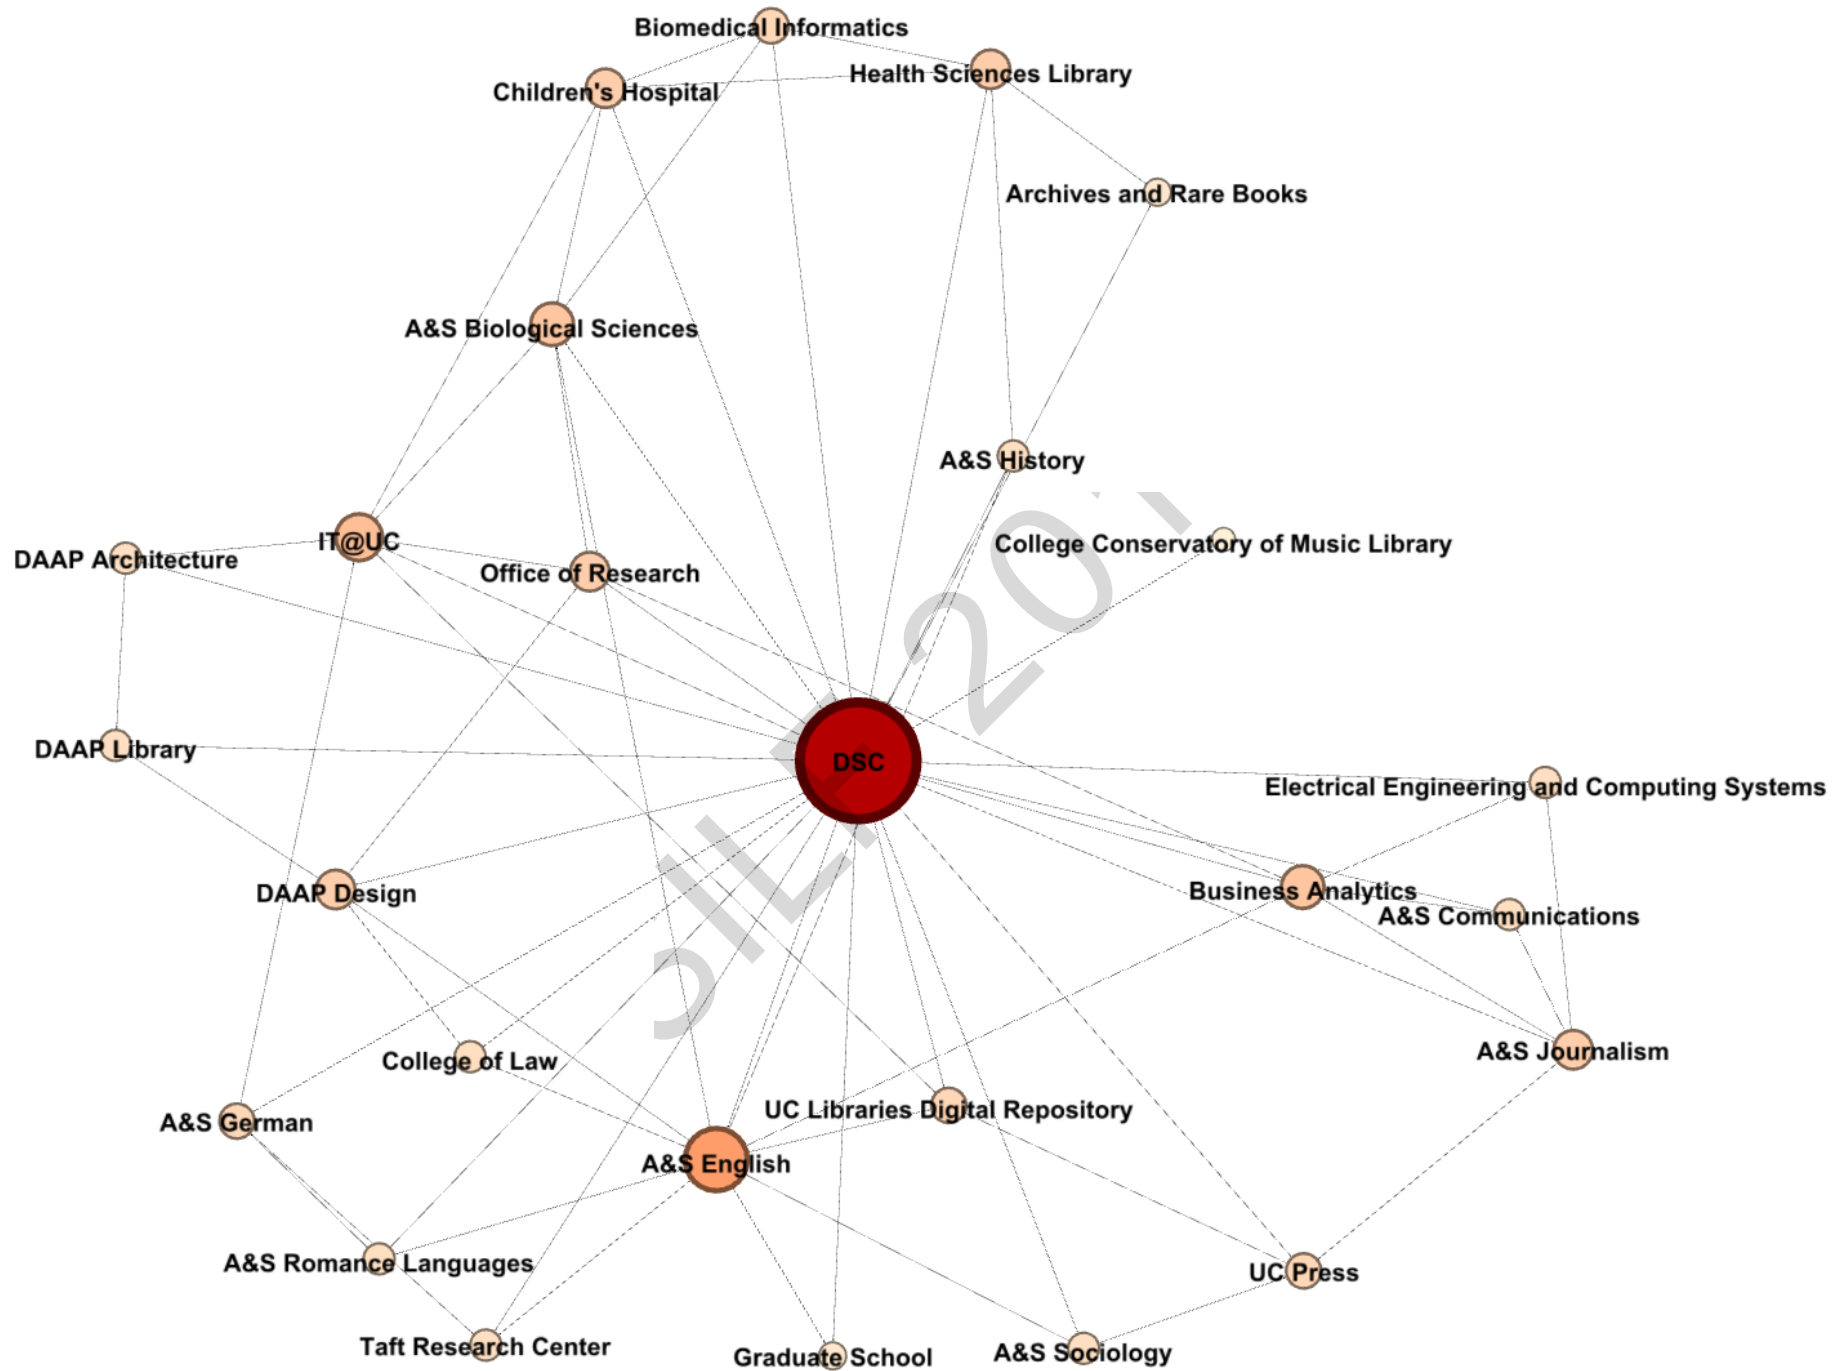 Biomedical Informatics
Health Sciences Library
Children's Hospital
Archives and Rare Books
A&S Biological Sciences
A&S History
IT@UC
College Conservatory of Music Library
DAAP Architecture
Office of Research
DAAP Library
DSC
Electrical Engineering and Computing Systems
DAAP Design
Business Analytics
A&S Communications
A&S Journalism
College of Law
UC Libraries Digital Repository
A&S German
A&S English
A&S Romance Languages
UC Press
Taft Research Center
Graduate School
A&S Sociology